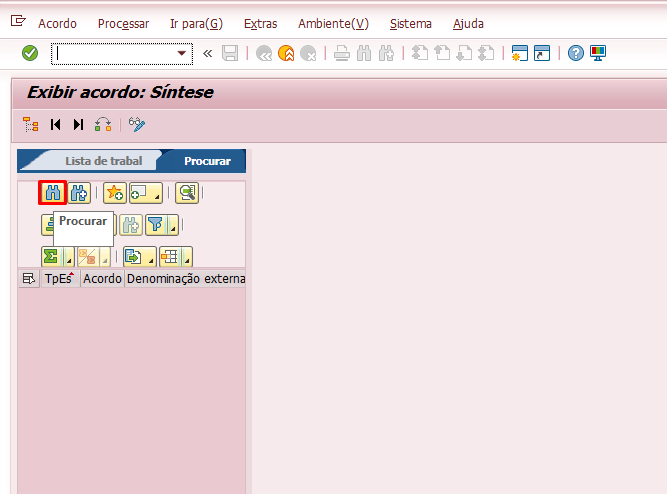 Acordo Processar Ir para(G) Extras Ambiente(V) Sistema Ajuda
Exibir acordo: Síntese
Lista de trabal Procurar
Procurar
TpEs Acordo Denominação externa